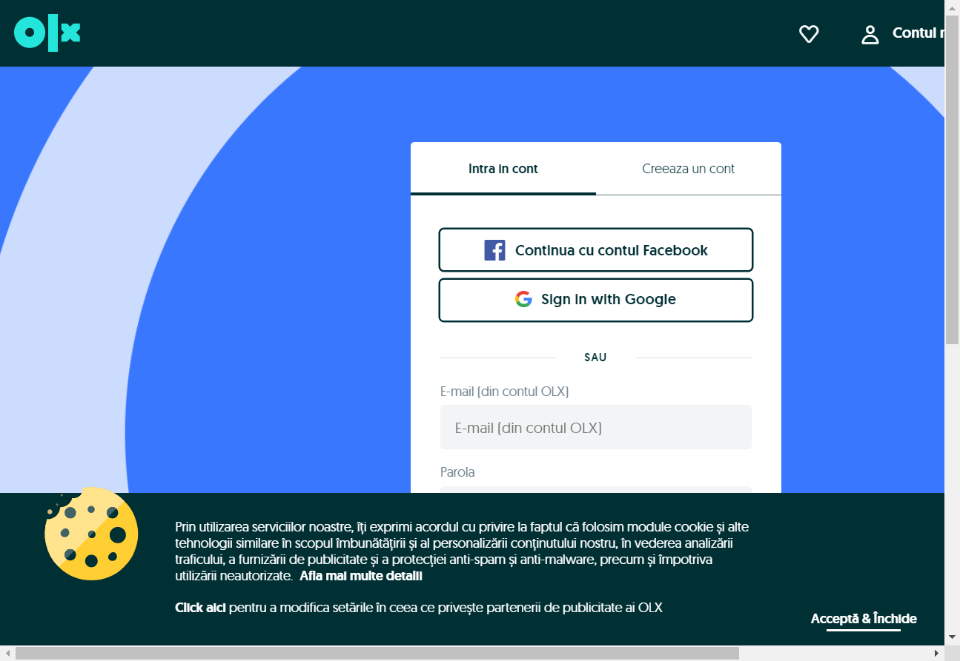 olx
Contul
Intra in cont
Creeaza un cont
Continua cu contul Facebook
Sign in with Google
SAU
E-mail (din contul OLX)
E-mail (din contul OLX)
Parola
Prin utilizarea serviciilor noastre, îți exprimi acordul cu privire la faptul că folosim module cookie și alte
tehnologii similare în scopul îmbunătățirii și al personalizării conținutului nostru, în vederea analizării
traficului, a furnizării de publicitate și a protecției anti-spam și anti-malware, precum și împotriva
utilizării neautorizate. Afla mai multe detalii
Click aici pentru a modifica setările în ceea ce privește partenerii de publicitate ai OLX
Acceptă & Închide